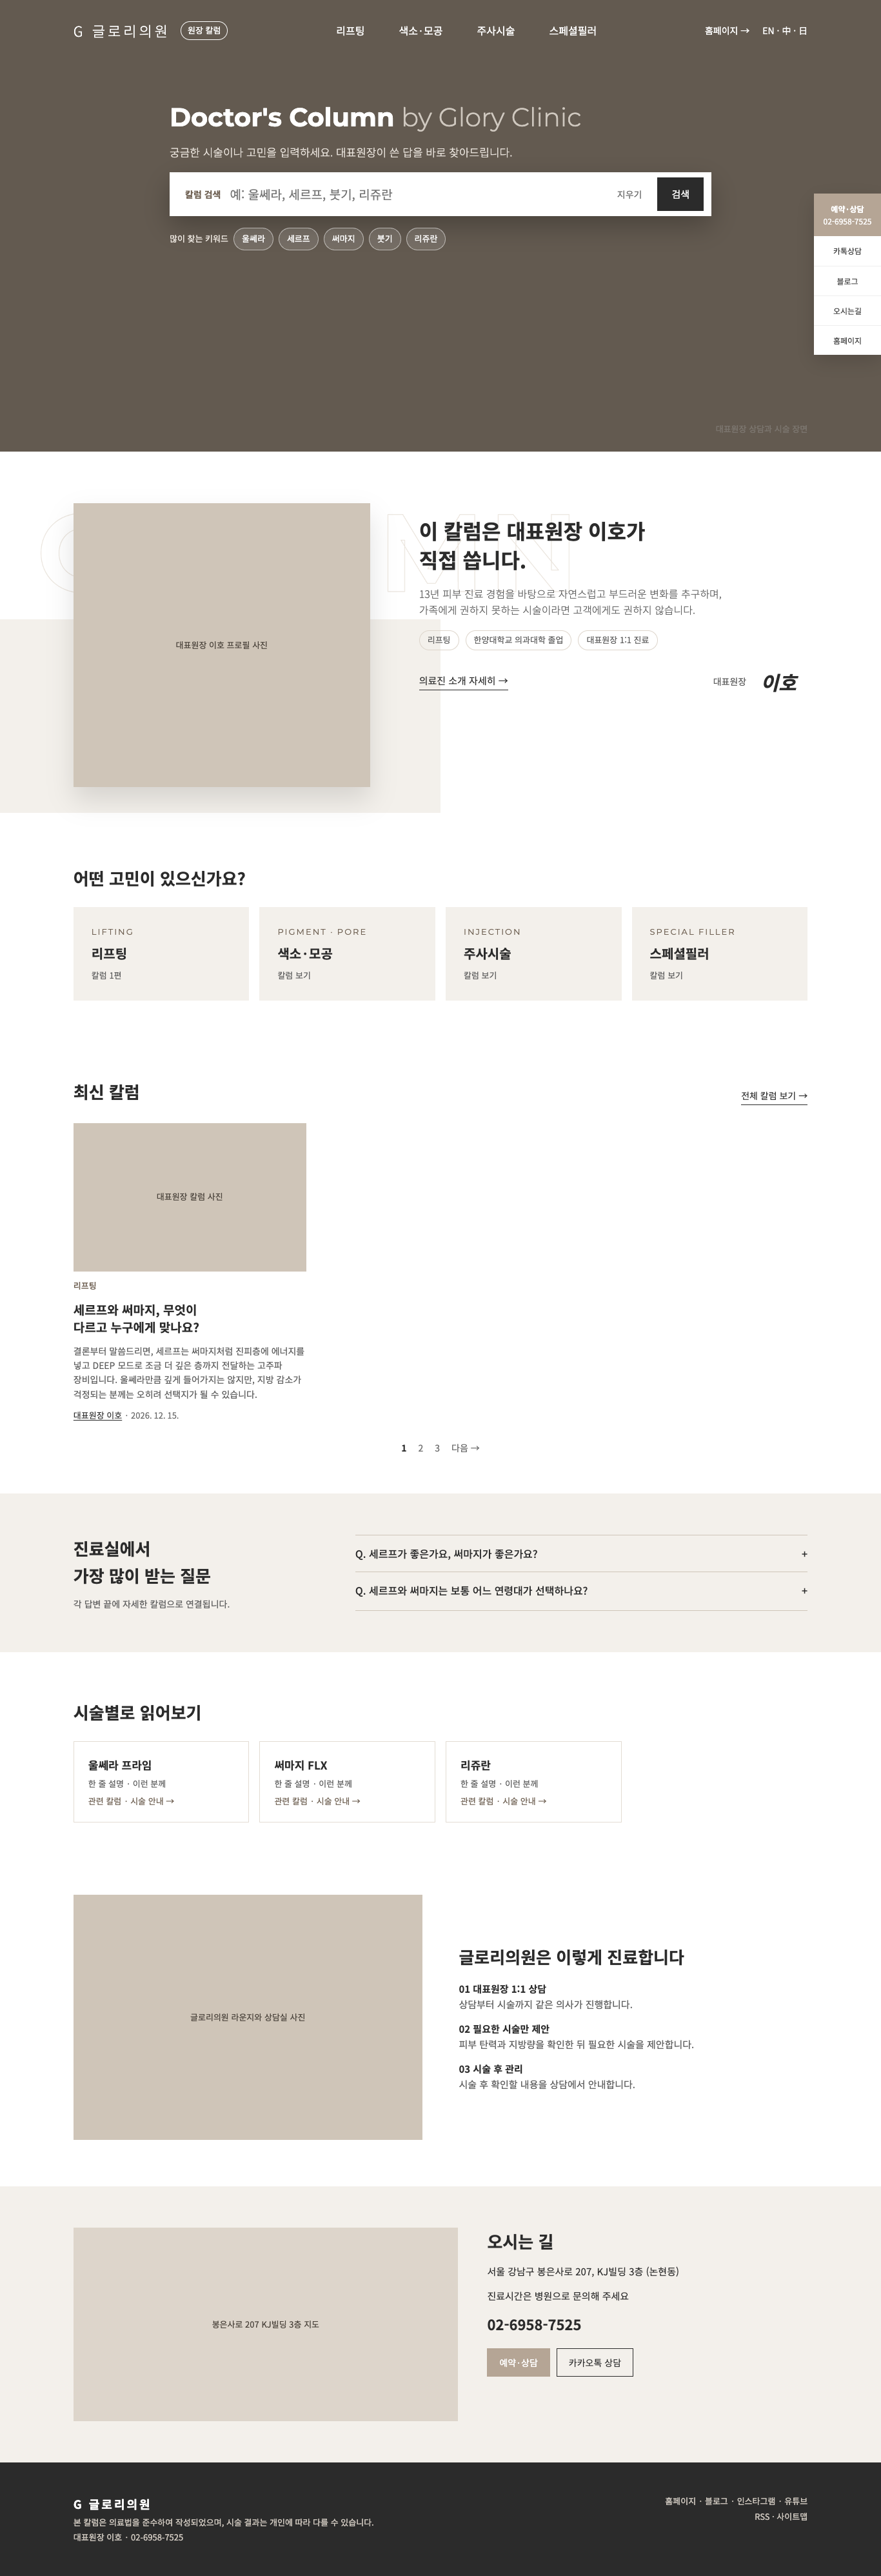 G 글로리의원
원장 칼럼
리프팅
색소·모공
주사시술
스페셜필러
홈페이지 →
EN · 中 · 日
Doctor's Column by Glory Clinic
궁금한 시술이나 고민을 입력하세요. 대표원장이 쓴 답을 바로 찾아드립니다.
칼럼 검색
예: 울쎄라, 세르프, 붓기, 리쥬란
지우기
검색
많이 찾는 키워드
울쎄라
세르프
써마지
붓기
리쥬란
예약·상담
02-6958-7525
카톡상담
블로그
오시는길
홈페이지
대표원장 상담과 시술 장면
대표원장 이호 프로필 사진
이 칼럼은 대표원장 이호가
직접 씁니다.
13년 피부 진료 경험을 바탕으로 자연스럽고 부드러운 변화를 추구하며,
가족에게 권하지 못하는 시술이라면 고객에게도 권하지 않습니다.
리프팅
한양대학교 의과대학 졸업
대표원장 1:1 진료
의료진 소개 자세히 →
대표원장
이호
어떤 고민이 있으신가요?
LIFTING
리프팅
칼럼 1편
PIGMENT · PORE
색소·모공
칼럼 보기
INJECTION
주사시술
칼럼 보기
SPECIAL FILLER
스페셜필러
칼럼 보기
최신 칼럼
전체 칼럼 보기 →
대표원장 칼럼 사진
리프팅
세르프와 써마지, 무엇이
다르고 누구에게 맞나요?
결론부터 말씀드리면, 세르프는 써마지처럼 진피층에 에너지를
넣고 DEEP 모드로 조금 더 깊은 층까지 전달하는 고주파
장비입니다. 울쎄라만큼 깊게 들어가지는 않지만, 지방 감소가
걱정되는 분께는 오히려 선택지가 될 수 있습니다.
대표원장 이호 · 2026. 12. 15.
1 2 3 다음 →
진료실에서
가장 많이 받는 질문
각 답변 끝에 자세한 칼럼으로 연결됩니다.
Q. 세르프가 좋은가요, 써마지가 좋은가요? +
Q. 세르프와 써마지는 보통 어느 연령대가 선택하나요? +
시술별로 읽어보기
울쎄라 프라임
한 줄 설명 · 이런 분께
관련 칼럼 · 시술 안내 →
써마지 FLX
한 줄 설명 · 이런 분께
관련 칼럼 · 시술 안내 →
리쥬란
한 줄 설명 · 이런 분께
관련 칼럼 · 시술 안내 →
글로리의원 라운지와 상담실 사진
글로리의원은 이렇게 진료합니다
01 대표원장 1:1 상담
상담부터 시술까지 같은 의사가 진행합니다.
02 필요한 시술만 제안
피부 탄력과 지방량을 확인한 뒤 필요한 시술을 제안합니다.
03 시술 후 관리
시술 후 확인할 내용을 상담에서 안내합니다.
봉은사로 207 KJ빌딩 3층 지도
오시는 길
서울 강남구 봉은사로 207, KJ빌딩 3층 (논현동)
진료시간은 병원으로 문의해 주세요
02-6958-7525
예약·상담
카카오톡 상담
G 글로리의원
본 칼럼은 의료법을 준수하여 작성되었으며, 시술 결과는 개인에 따라 다를 수 있습니다.
대표원장 이호 · 02-6958-7525
홈페이지 · 블로그 · 인스타그램 · 유튜브
RSS · 사이트맵